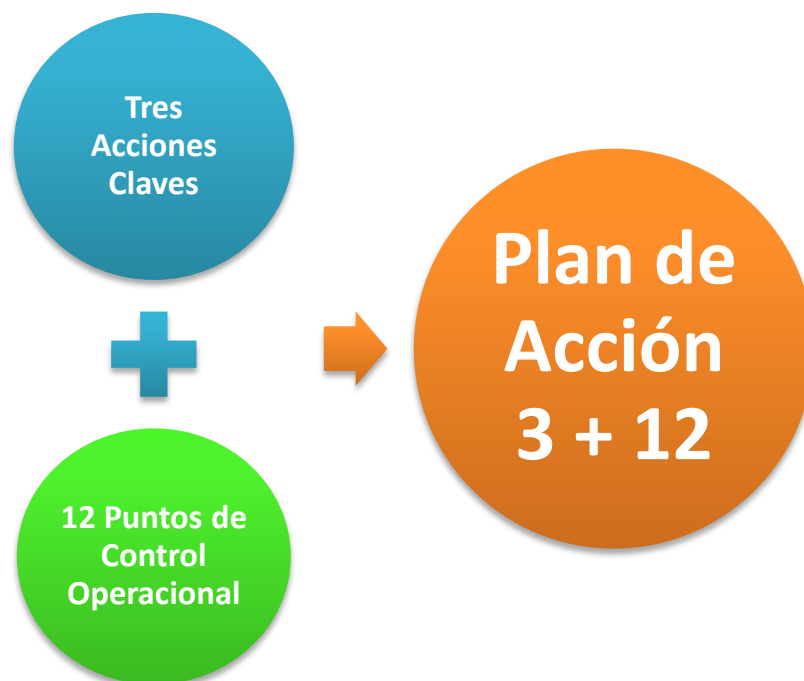 Tres
Acciones
Claves
12 Puntos de
Control
Operacional
Plan de
Acción
3 + 12